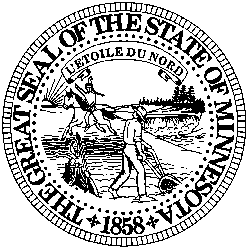 THE GREAT SEAL OF THE STATE OF MINNESOTA
L'ETOILE DU NORD
1858